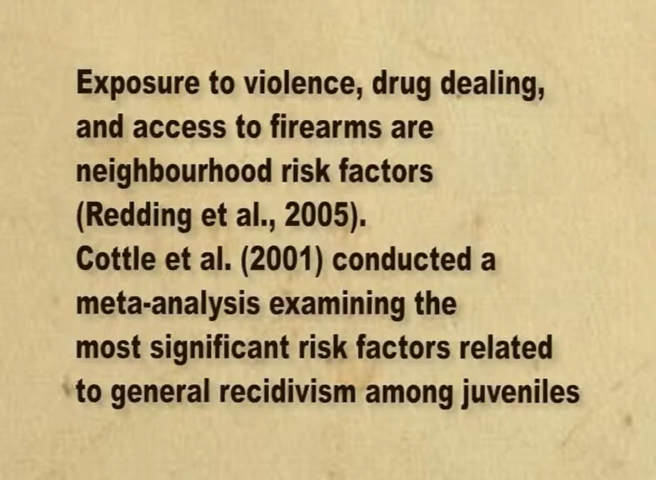 Exposure to violence, drug dealing,
and access to firearms are
neighbourhood risk factors
(Redding et al., 2005).
Cottle et al. (2001) conducted a
meta-analysis examining the
most significant risk factors related
to general recidivism among juveniles